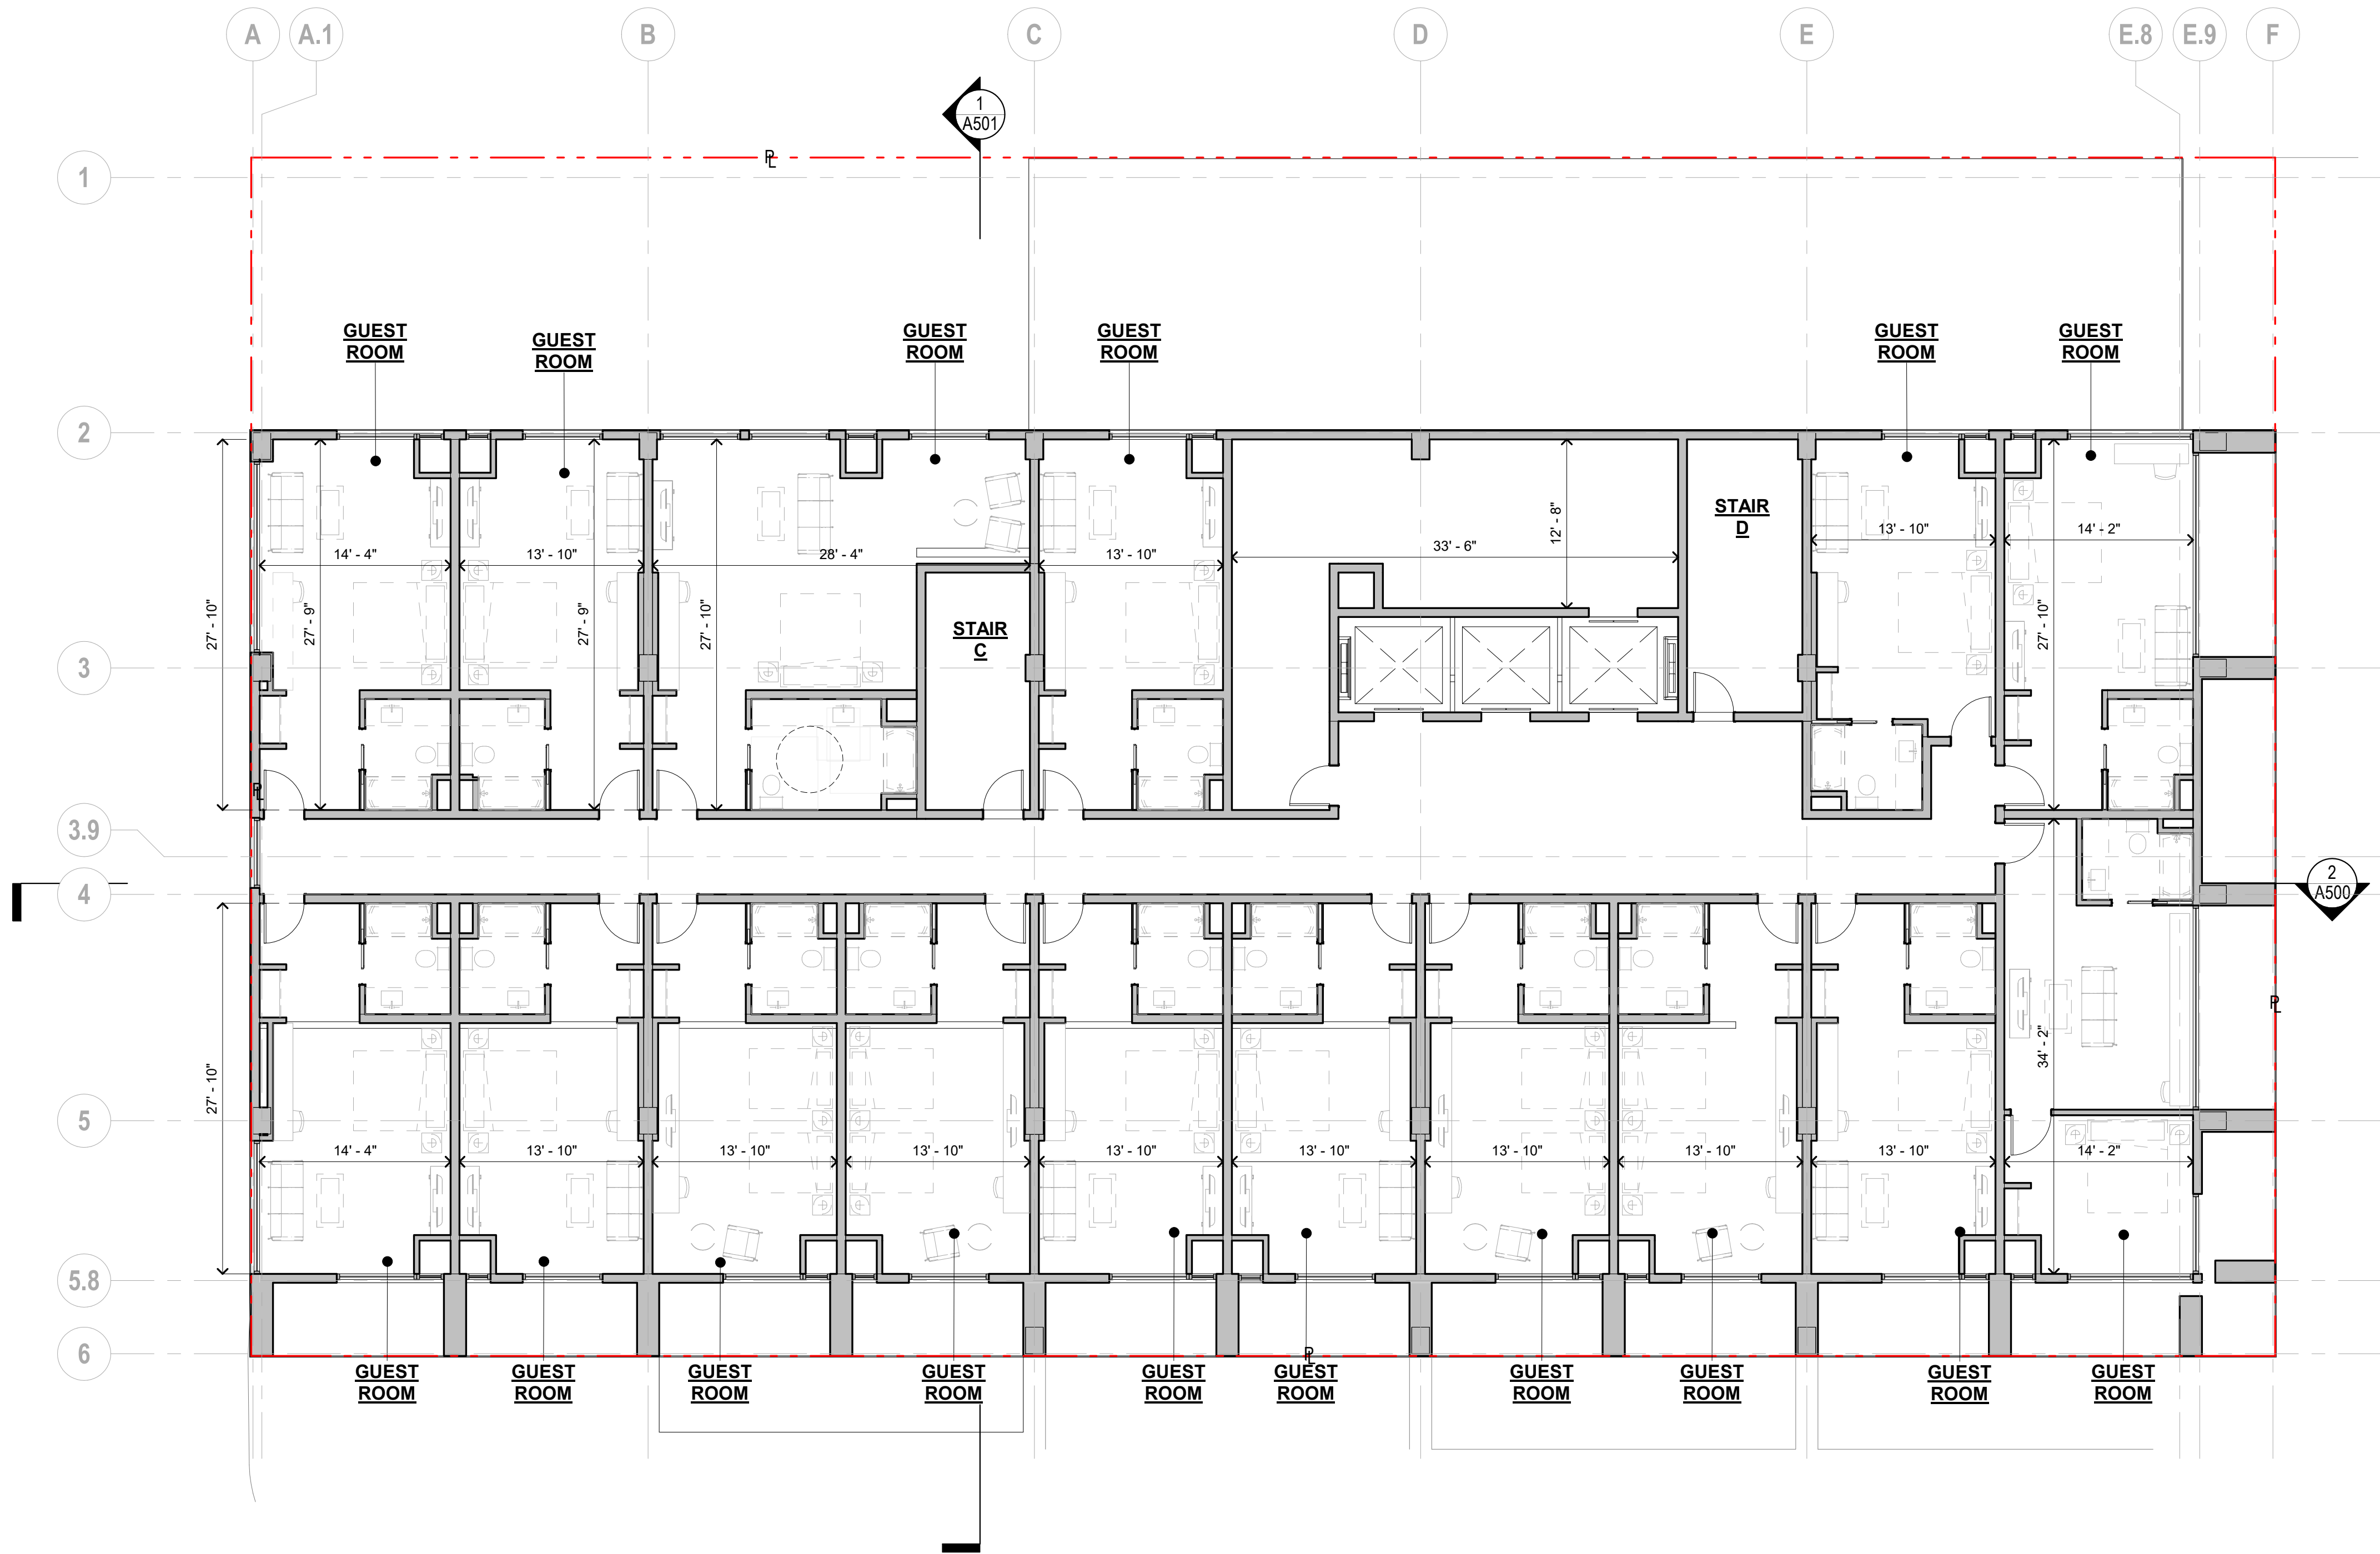 A A.1 B C D E E.8 E.9 F
1
A501
PL
1
GUEST GUEST GUEST GUEST GUEST
ROOM ROOM ROOM ROOM ROOM
GUEST
ROOM
2
STAIR
D
12' - 8"
14' - 4" 13' - 10" 28' - 4" 13' - 10" 33' - 6" 13' - 10" 14' - 2"
27' - 10" 27' - 9" 27' - 9" 27' - 10" 27' - 10"
STAIR
C
3
PL
3.9
4
2
A500
PL
34' - 2"
27' - 10"
5
14' - 4" 13' - 10" 13' - 10" 13' - 10" 13' - 10" 13' - 10" 13' - 10" 13' - 10" 13' - 10" 14' - 2"
5.8
6
PL
GUEST GUEST GUEST GUEST GUEST GUEST GUEST GUEST GUEST GUEST
ROOM ROOM ROOM ROOM ROOM ROOM ROOM ROOM ROOM ROOM